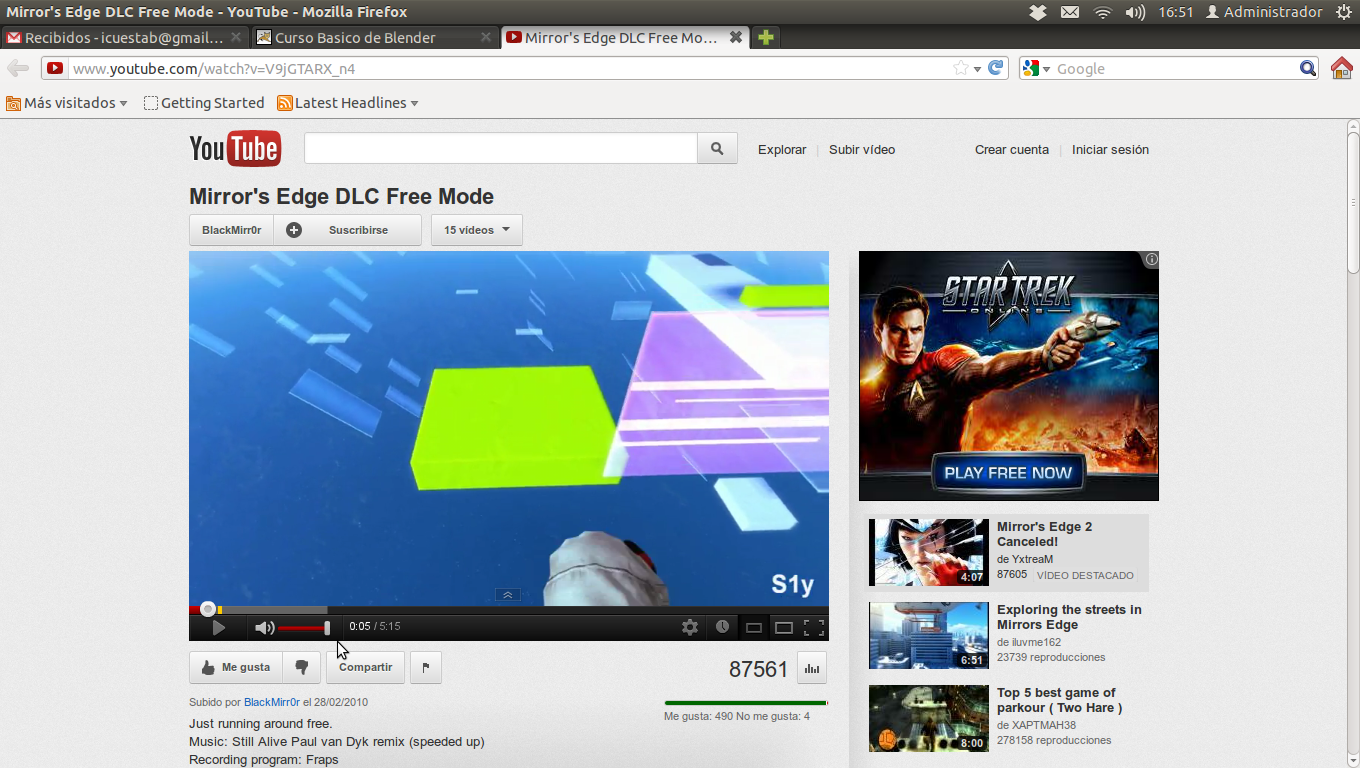 Mirror's Edge DLC Free Mode - YouTube - Mozilla Firefox
16:51 Administrador
Recibidos - icuestab@gmail...
Curso Basico de Blender
Mirror's Edge DLC Free Mo...
www.youtube.com/watch?v=V9jGTARX_n4
Google
Más visitados
Getting Started
Latest Headlines
YouTube
Explorar | Subir vídeo
Crear cuenta | Iniciar sesión
Mirror's Edge DLC Free Mode
BlackMirr0r
Suscribirse
15 vídeos
S1y
0:05 / 5:15
Me gusta
Compartir
87561
Subido por BlackMirr0r el 28/02/2010
Me gusta: 490 No me gusta: 4
Just running around free.
Music: Still Alive Paul van Dyk remix (speeded up)
Recording program: Fraps
STAR TREK
ONLINE
PLAY FREE NOW
Mirror's Edge 2
Canceled!
de YxtreaM
87605 VÍDEO DESTACADO
4:07
Exploring the streets in
Mirrors Edge
de iluvme162
23739 reproducciones
6:51
Top 5 best game of
parkour ( Two Hare )
de XAPTMAH38
278158 reproducciones
8:00